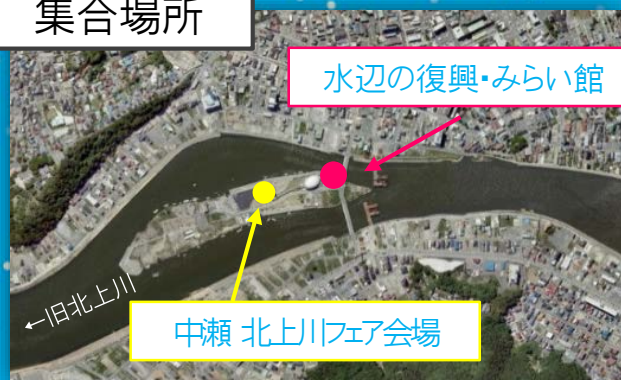 集合場所
水辺の復興・みらい館
←旧北上川
中瀬 北上川フェア会場